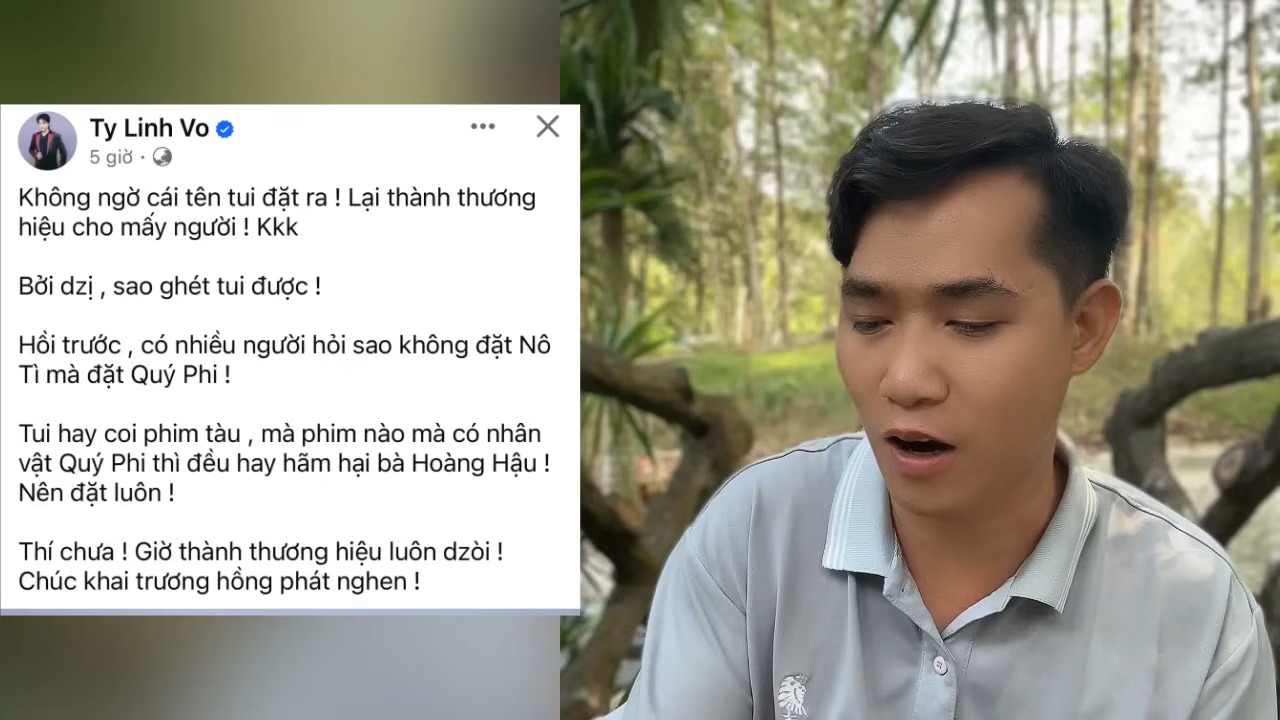 Ty Linh Vo
5 giờ ·
Không ngờ cái tên tui đặt ra ! Lại thành thương
hiệu cho mấy người ! Kkk
Bởi dzị , sao ghét tui được !
Hồi trước , có nhiều người hỏi sao không đặt Nô
Tì mà đặt Quý Phi !
Tui hay coi phim tàu , mà phim nào mà có nhân
vật Quý Phi thì đều hay hãm hại bà Hoàng Hậu !
Nên đặt luôn !
Thí chưa ! Giờ thành thương hiệu luôn dzòi !
Chúc khai trương hồng phát nghen !